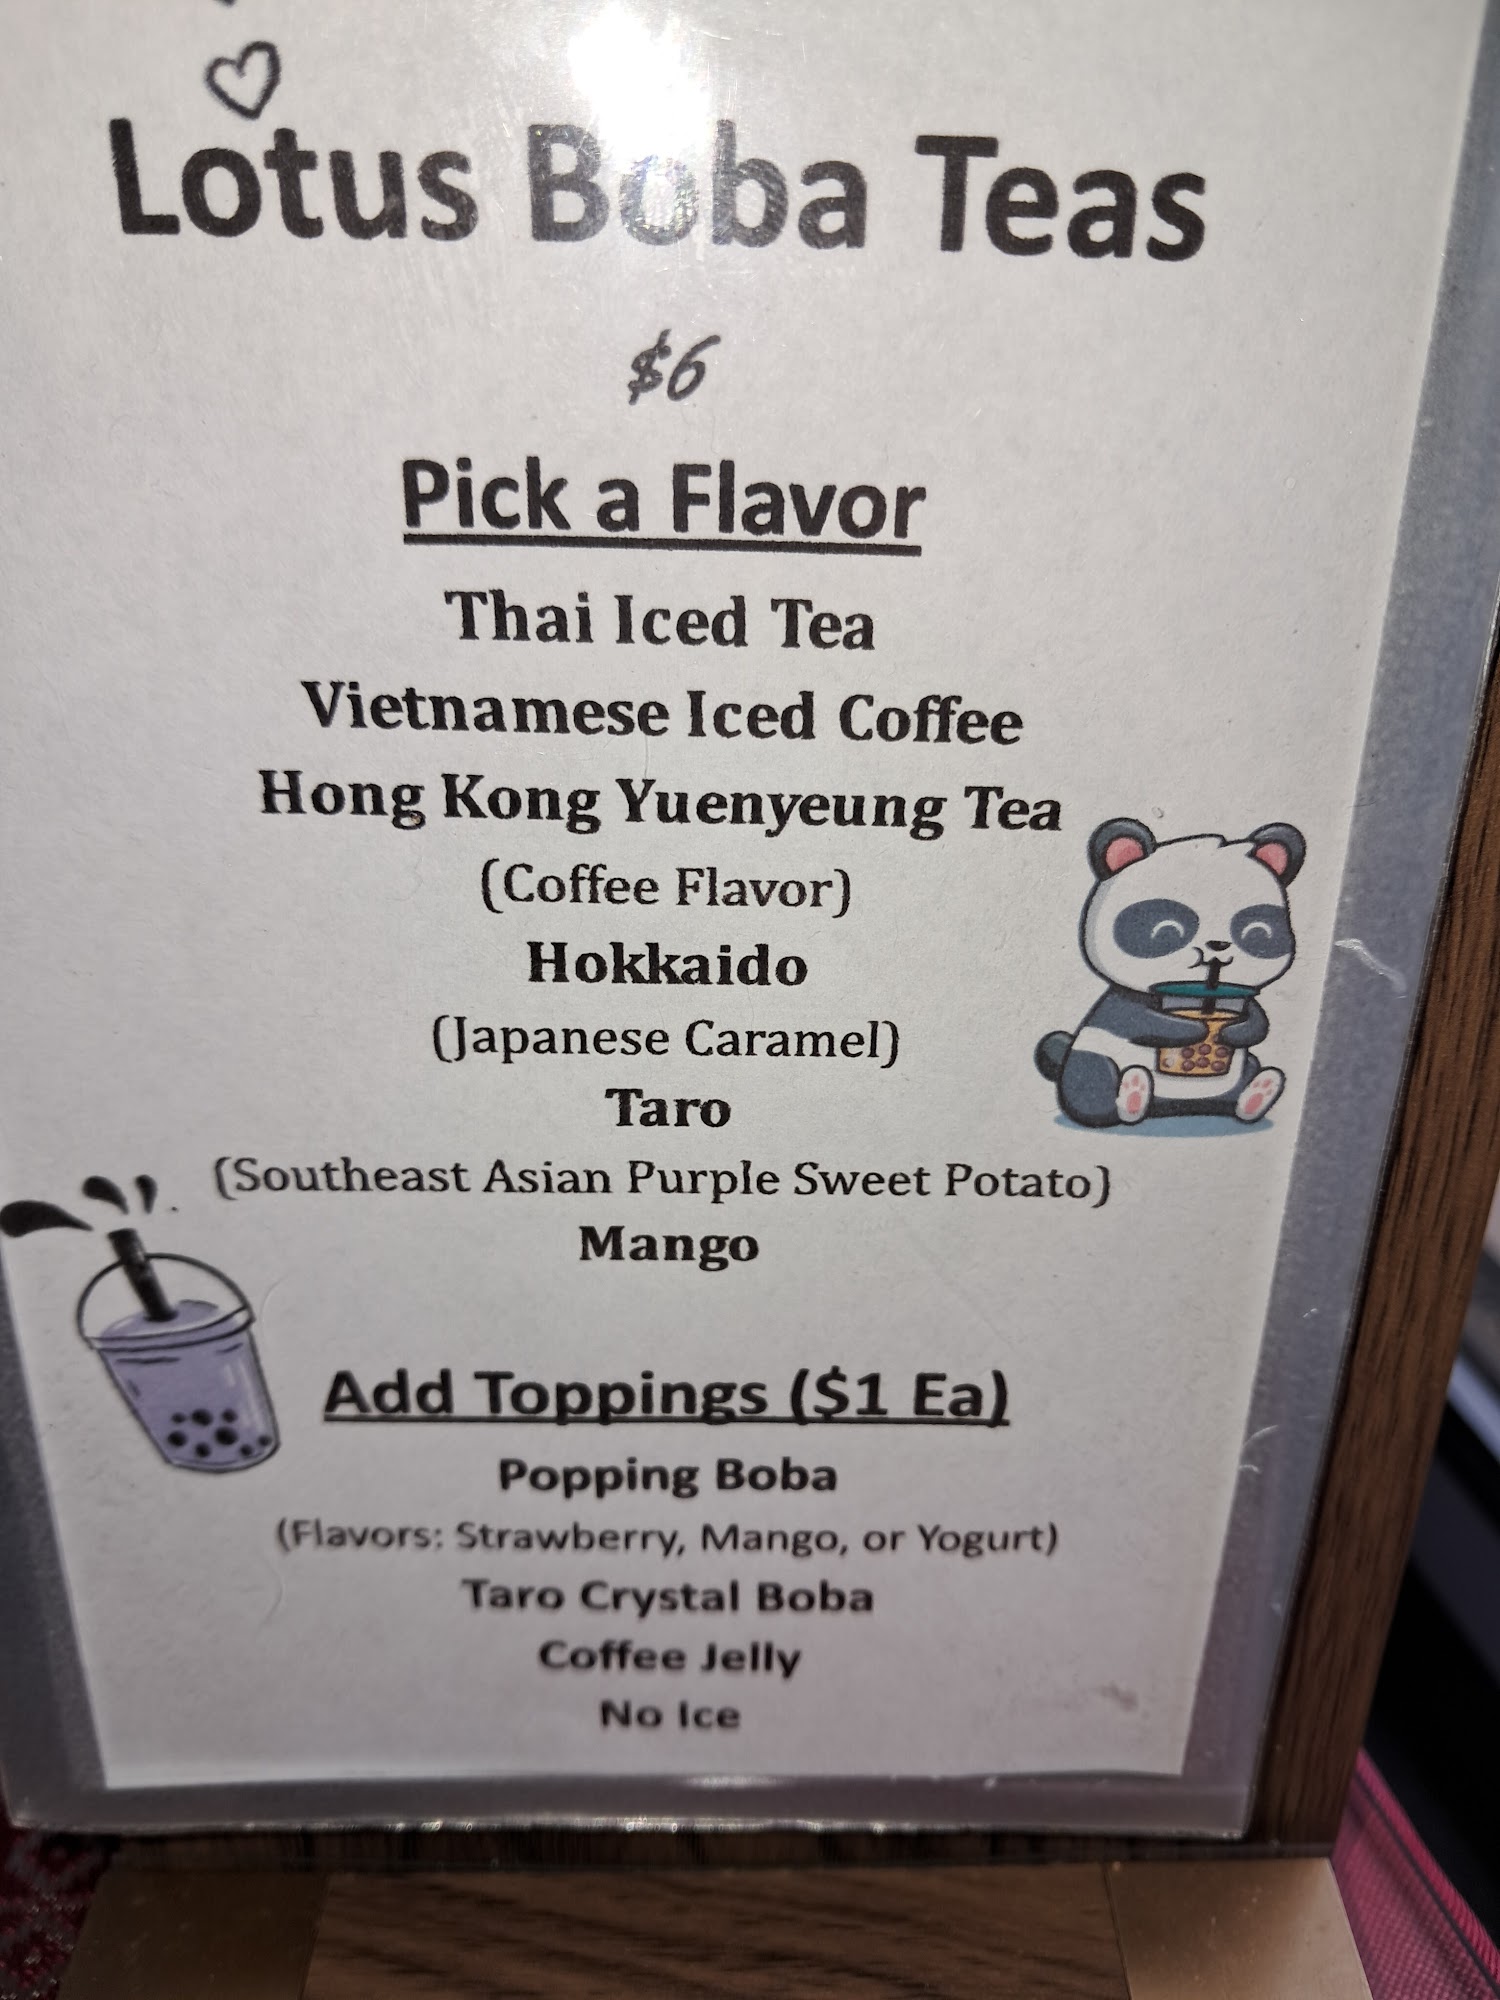 Lotus Boba Teas
$6
Pick a Flavor
Thai Iced Tea
Vietnamese Iced Coffee
Hong Kong Yuenyeung Tea
(Coffee Flavor)
Hokkaido
(Japanese Caramel)
Taro
(Southeast Asian Purple Sweet Potato)
Mango
Add Toppings ($1 Ea)
Popping Boba
(Flavors: Strawberry, Mango, or Yogurt)
Taro Crystal Boba
Coffee Jelly
No Ice